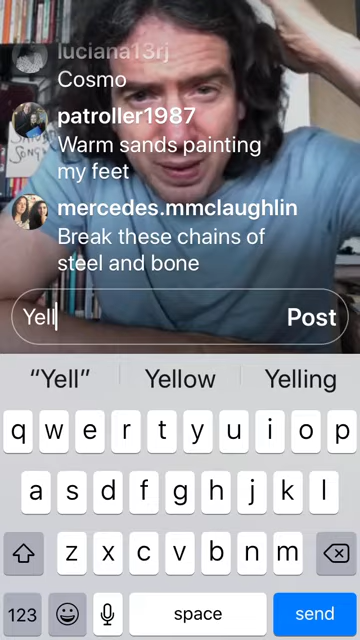 luciana13rj
Cosmo
patroller1987
Warm sands painting
my feet
mercedes.mmclaughlin
Break these chains of
steel and bone
Yell
Post
“Yell” Yellow Yelling
q w e r t y u i o p
a s d f g h j k l
z x c v b n m
123 space send